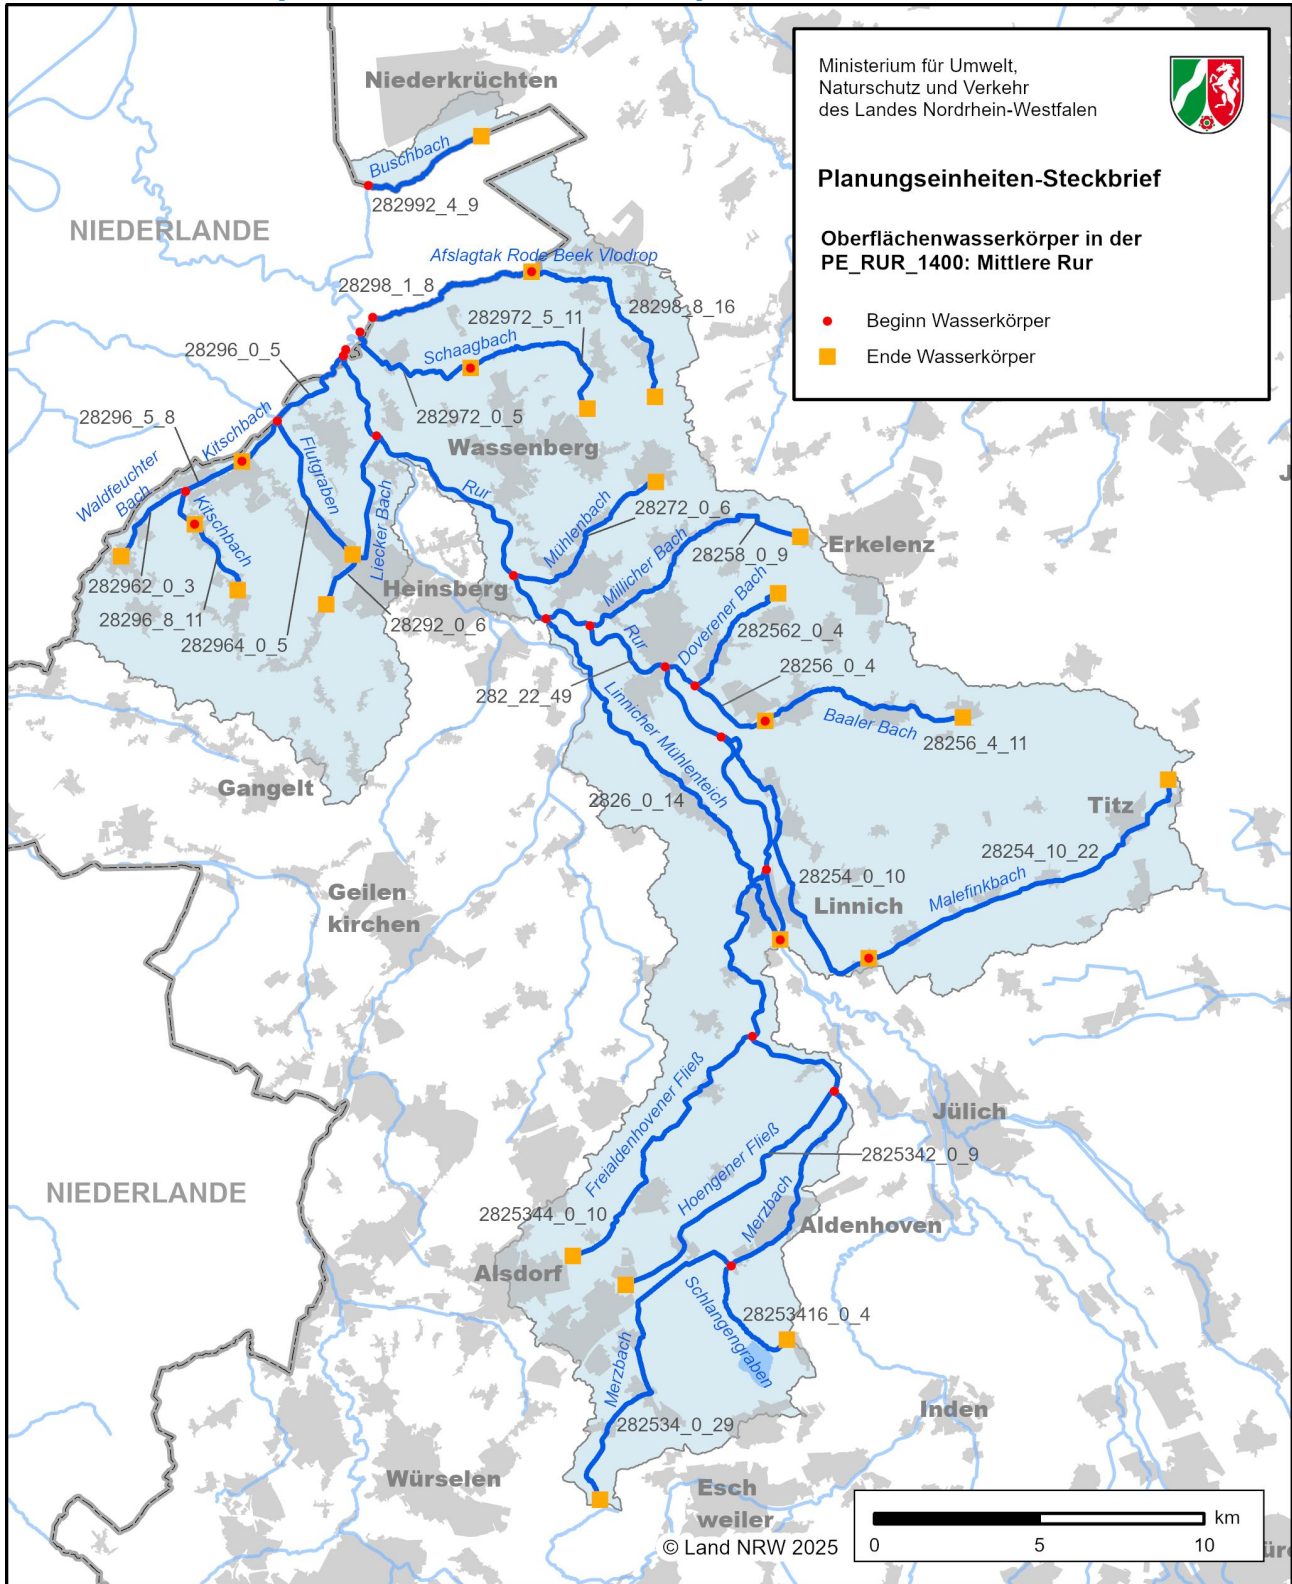 Niederkrüchten
Ministerium für Umwelt,
Naturschutz und Verkehr
des Landes Nordrhein-Westfalen
Planungseinheiten-Steckbrief
Oberflächenwasserkörper in der
PE_RUR_1400: Mittlere Rur
Beginn Wasserkörper
Ende Wasserkörper
Buschbach
282992_4_9
NIEDERLANDE
Afslagtak Rode Beek Vlodrop
28298_1_8
28298_8_16
282972_5_11
Schaagbach
28296_0_5
282972_0_5
28296_5_8
Kitschbach
Wassenberg
Waldfeuchter
Bach
Flutgraben
Rur
Kitschbach
Liecker Bach
Mühlenbach
28272_0_6
Millicher Bach
28258_0_9
Erkelenz
282962_0_3
Heinsberg
28296_8_11
28292_0_6
282964_0_5
Doverener Bach
282562_0_4
Rur
28256_0_4
282_22_49
Linnicher Mühlenteich
Baaler Bach
28256_4_11
Gangelt
2826_0_14
Titz
28254_10_22
Geilen
kirchen
28254_0_10
Linnich
Malefinkbach
Freialdenhovener Fließ
Jülich
Hoengener Fließ
2825342_0_9
NIEDERLANDE
2825344_0_10
Merzbach
Aldenhoven
Alsdorf
Schlangengraben
28253416_0_4
Merzbach
282534_0_29
Inden
Würselen
Esch
weiler
© Land NRW 2025
km
0
5
10